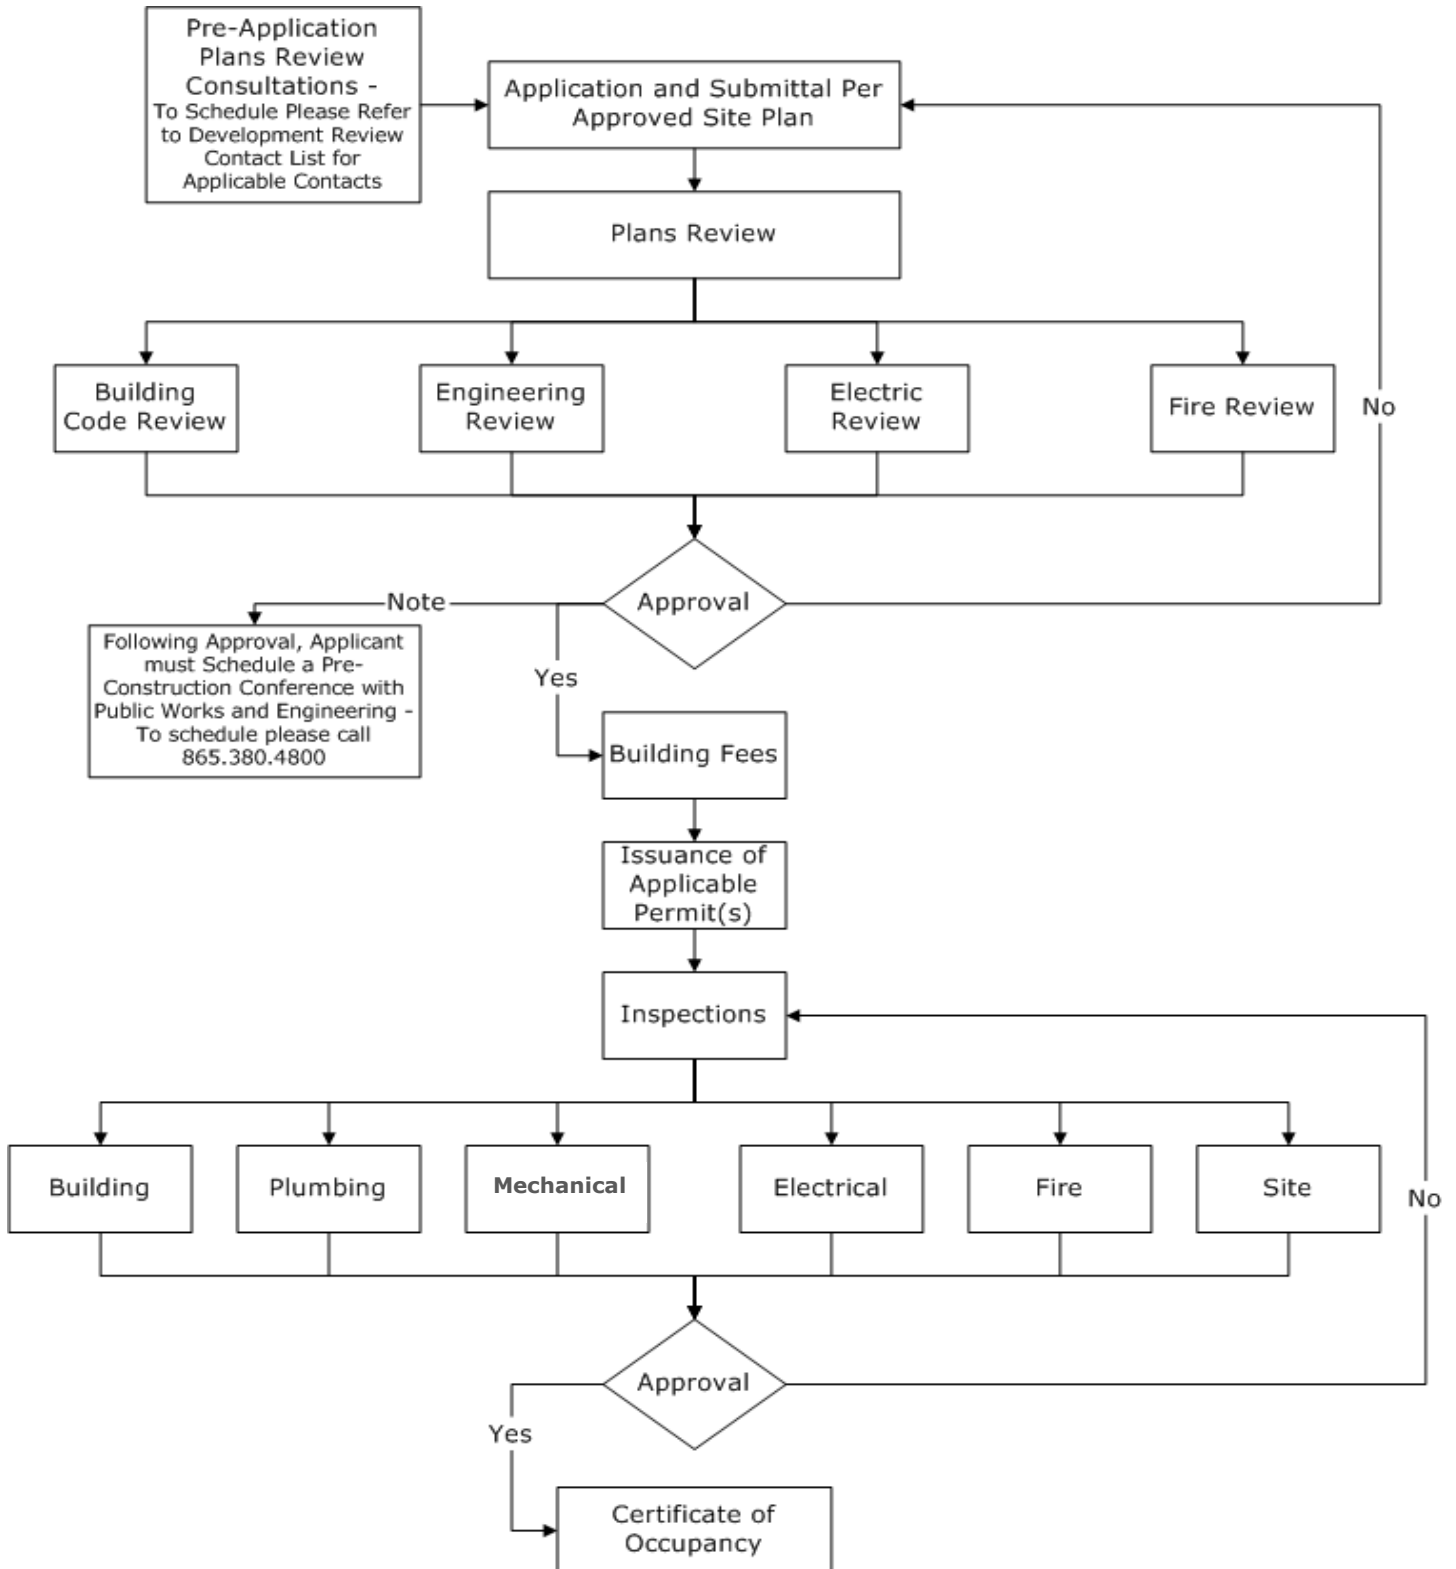 Pre-Application
Plans Review
Consultations -
To Schedule Please Refer
to Development Review
Contact List for
Applicable Contacts
Application and Submittal Per
Approved Site Plan
Plans Review
Building
Code Review
Engineering
Review
Electric
Review
Fire Review
No
Approval
Note
Following Approval, Applicant
must Schedule a Pre-
Construction Conference with
Public Works and Engineering -
To schedule please call
865.380.4800
Yes
Building Fees
Issuance of
Applicable
Permit(s)
Inspections
Building
Plumbing
Mechanical
Electrical
Fire
Site
No
Approval
Yes
Certificate of
Occupancy